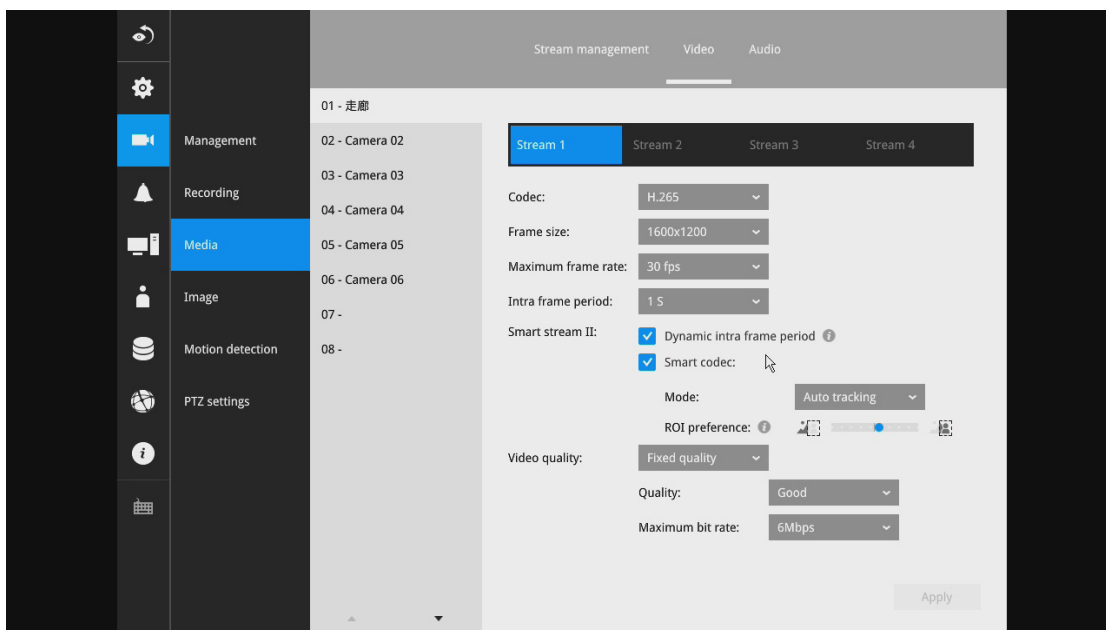 Stream management Video Audio
01 - 走廊
Management
02 - Camera 02
Stream 1 Stream 2 Stream 3 Stream 4
03 - Camera 03
Recording
Codec: H.265
04 - Camera 04
Frame size: 1600x1200
Media
05 - Camera 05
Maximum frame rate: 30 fps
06 - Camera 06
Image
Intra frame period: 1 S
07 -
Smart stream II: Dynamic intra frame period i
Motion detection
08 -
Smart codec:
PTZ settings
Mode: Auto tracking
ROI preference: i
i
Video quality: Fixed quality
Quality: Good
Maximum bit rate: 6Mbps
Apply